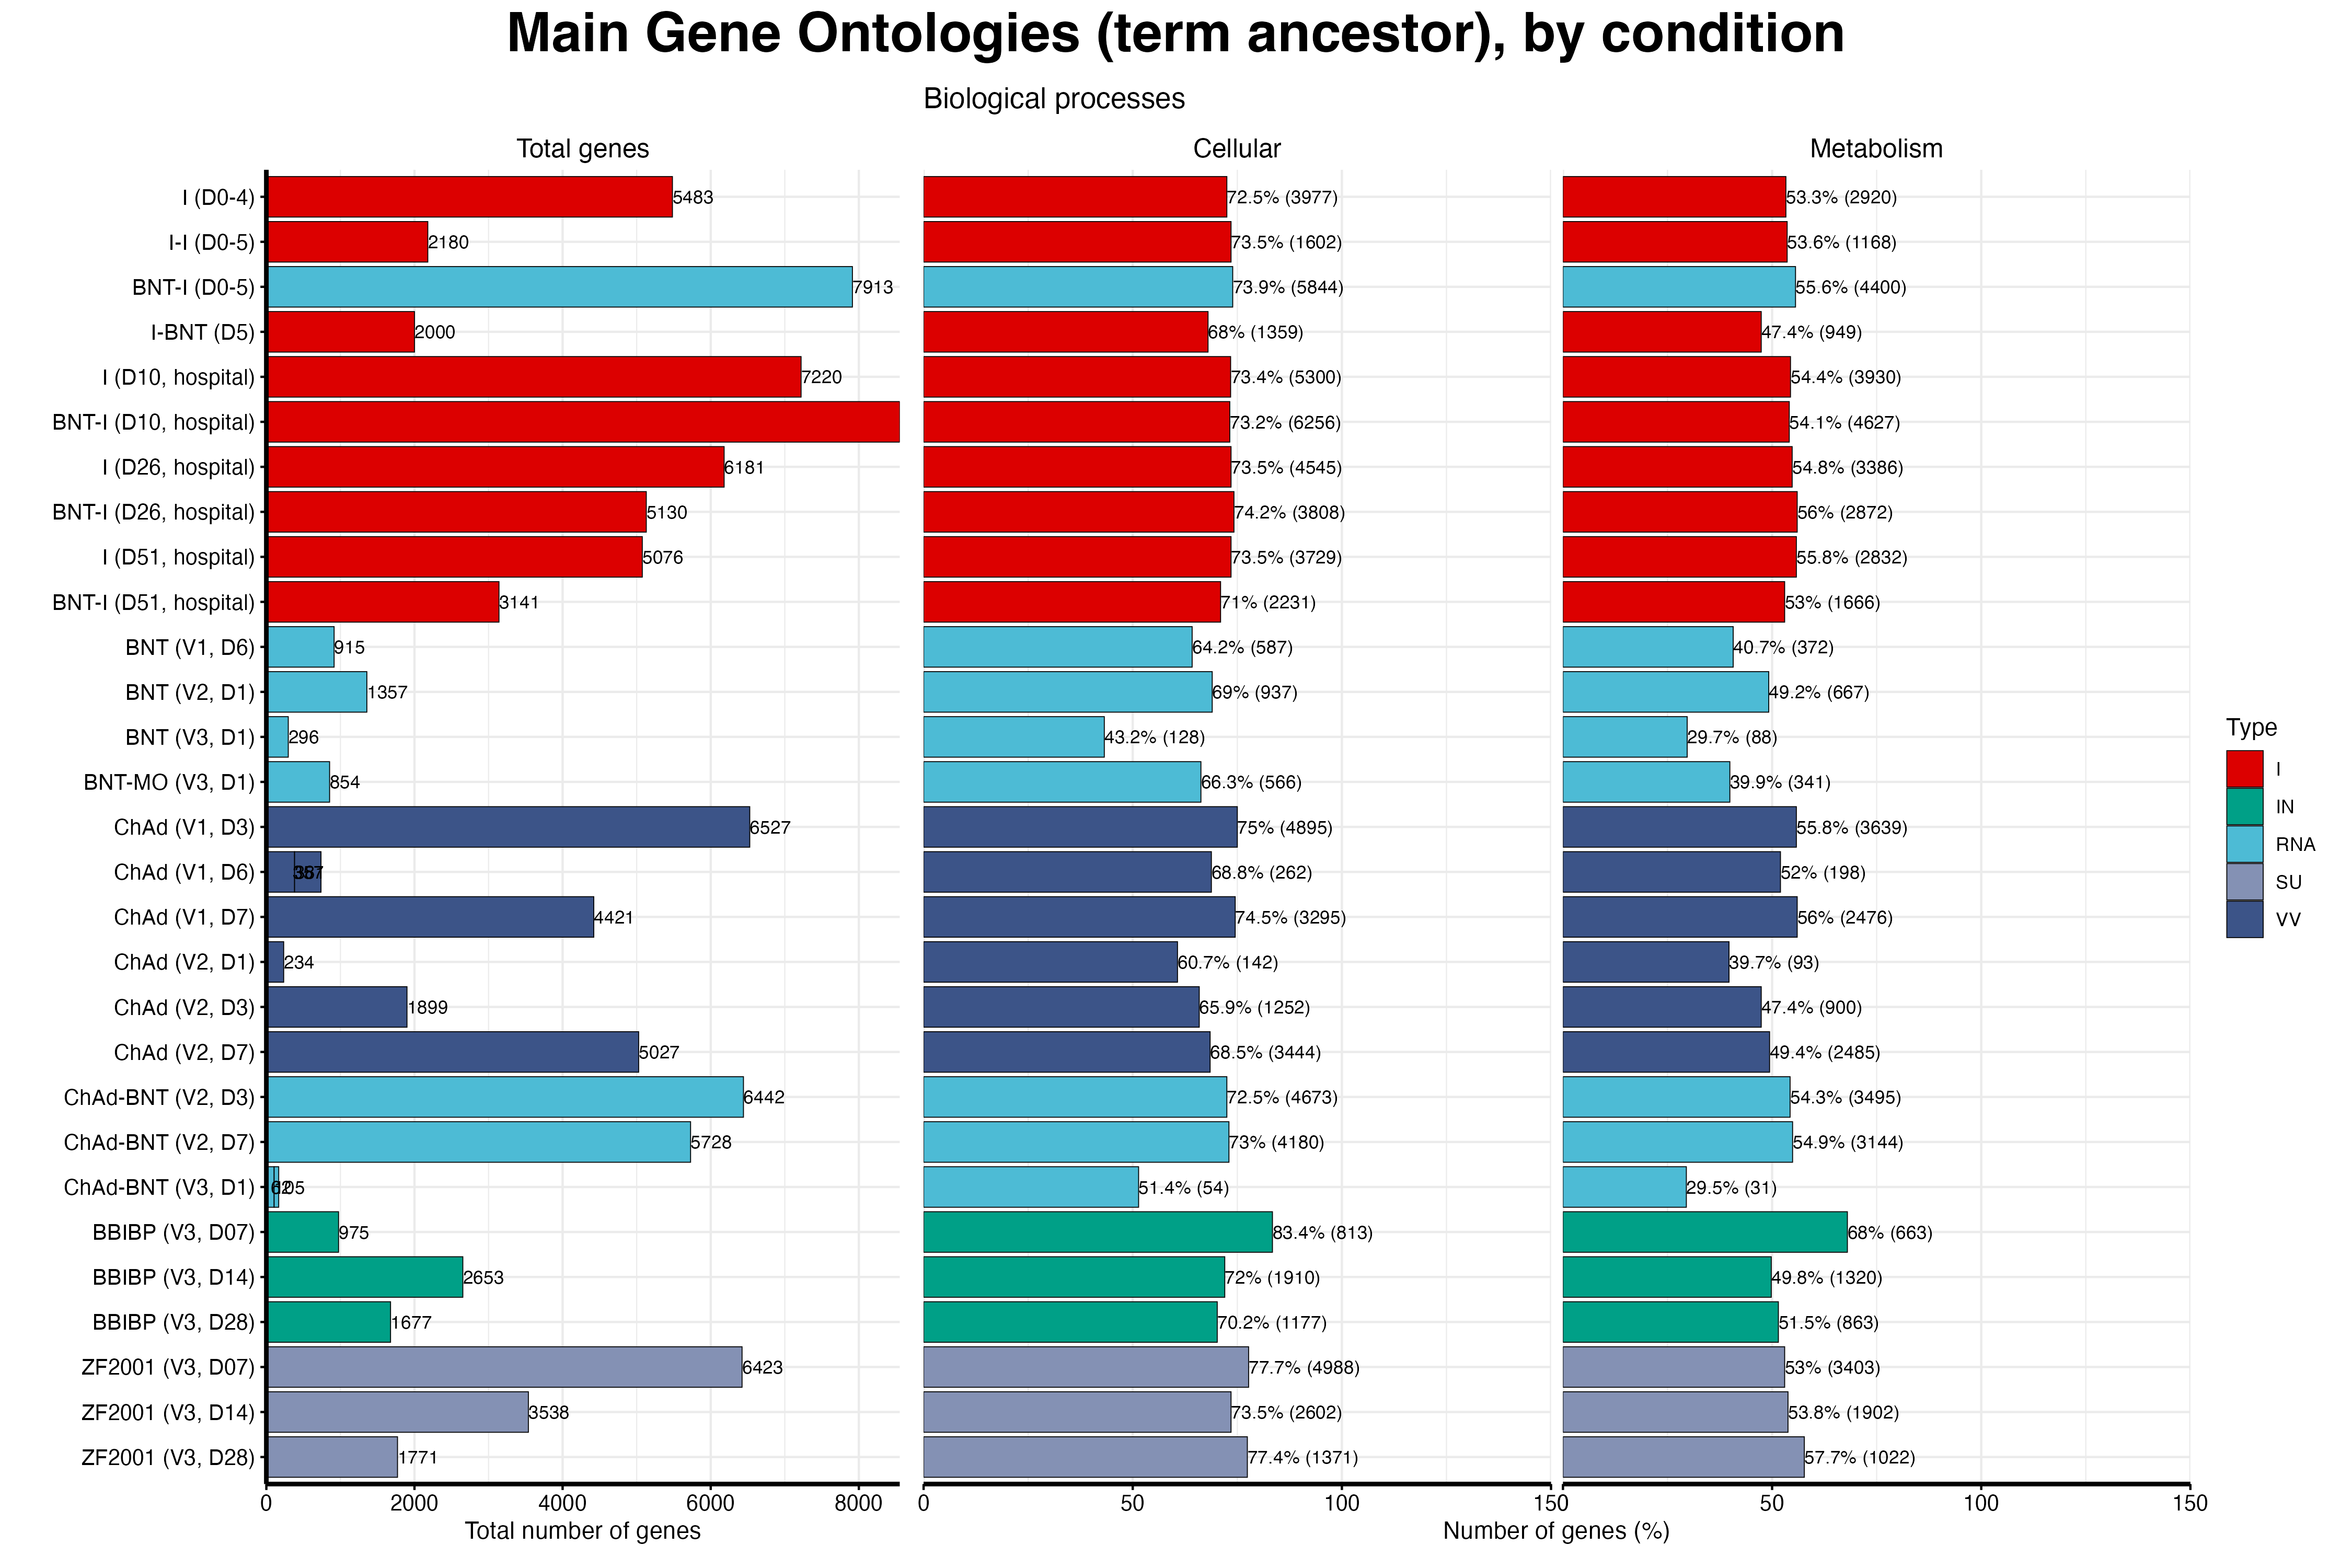 Main Gene Ontologies (term ancestor), by condition
Biological processes
Total genes Cellular Metabolism
I (D0-4) 5483 72.5% (3977) 53.3% (2920)
I-I (D0-5) 2180 73.5% (1602) 53.6% (1168)
BNT-I (D0-5) 7913 73.9% (5844) 55.6% (4400)
I-BNT (D5) 2000 68% (1359) 47.4% (949)
I (D10, hospital) 7220 73.4% (5300) 54.4% (3930)
BNT-I (D10, hospital) 73.2% (6256) 54.1% (4627)
I (D26, hospital) 6181 73.5% (4545) 54.8% (3386)
BNT-I (D26, hospital) 5130 74.2% (3808) 56% (2872)
I (D51, hospital) 5076 73.5% (3729) 55.8% (2832)
BNT-I (D51, hospital) 3141 71% (2231) 53% (1666)
BNT (V1, D6) 915 64.2% (587) 40.7% (372)
BNT (V2, D1) 1357 69% (937) 49.2% (667)
BNT (V3, D1) 296 43.2% (128) 29.7% (88)
BNT-MO (V3, D1) 854 66.3% (566) 39.9% (341)
ChAd (V1, D3) 6527 75% (4895) 55.8% (3639)
ChAd (V1, D6) 68.8% (262) 52% (198)
ChAd (V1, D7) 4421 74.5% (3295) 56% (2476)
ChAd (V2, D1) 234 60.7% (142) 39.7% (93)
ChAd (V2, D3) 1899 65.9% (1252) 47.4% (900)
ChAd (V2, D7) 5027 68.5% (3444) 49.4% (2485)
ChAd-BNT (V2, D3) 6442 72.5% (4673) 54.3% (3495)
ChAd-BNT (V2, D7) 5728 73% (4180) 54.9% (3144)
ChAd-BNT (V3, D1) 51.4% (54) 29.5% (31)
BBIBP (V3, D07) 975 83.4% (813) 68% (663)
BBIBP (V3, D14) 2653 72% (1910) 49.8% (1320)
BBIBP (V3, D28) 1677 70.2% (1177) 51.5% (863)
ZF2001 (V3, D07) 6423 77.7% (4988) 53% (3403)
ZF2001 (V3, D14) 3538 73.5% (2602) 53.8% (1902)
ZF2001 (V3, D28) 1771 77.4% (1371) 57.7% (1022)
0 2000 4000 6000 8000 0 50 100 150 0 50 100 150
Total number of genes Number of genes (%)
Type
I
IN
RNA
SU
VV